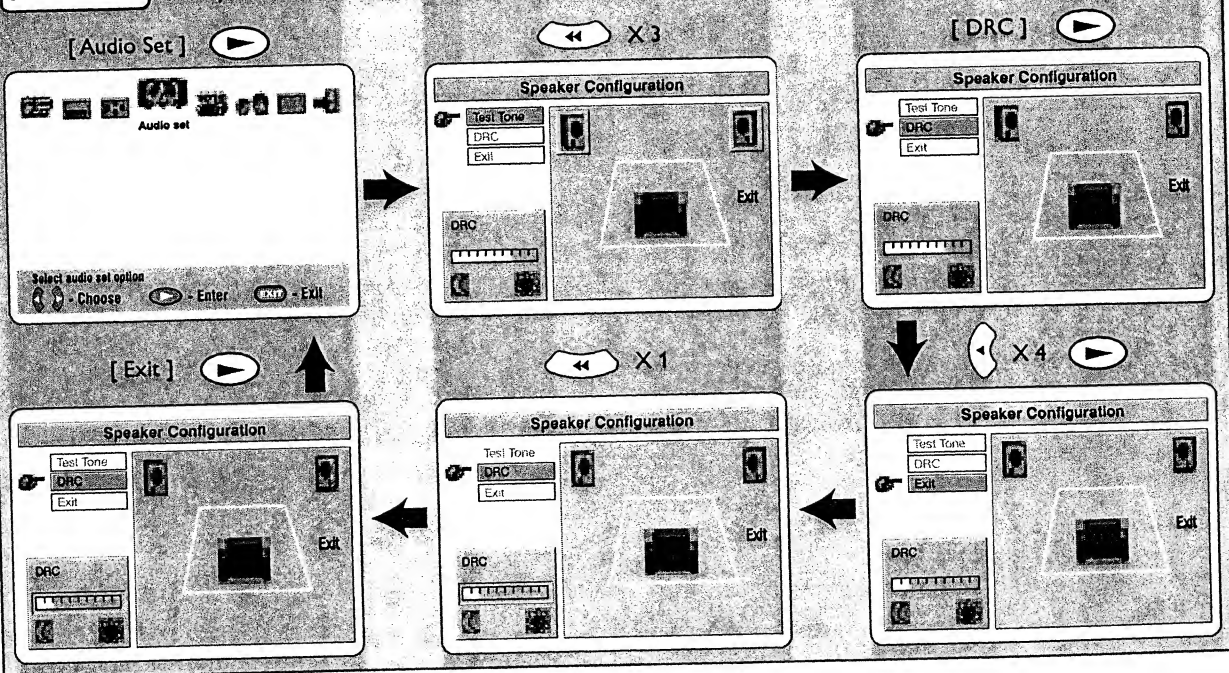 [ Audio Set ]
Audio set
Select audio set option
- Choose
- Enter
EXIT - Exit
X 3
Speaker Configuration
Test Tone
DRC
Exit
Exit
DRC
[ DRC ]
Speaker Configuration
Test Tone
DRC
Exit
Exit
DRC
X 4
Speaker Configuration
Test Tone
DRC
Exit
Exit
DRC
X 1
Speaker Configuration
Test Tone
DRC
Exit
Exit
DRC
[ Exit ]
Speaker Configuration
Test Tone
DRC
Exit
Exit
DRC